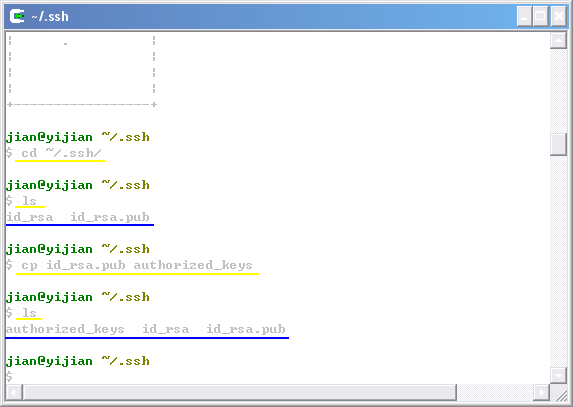 ~/.ssh
¦      .          ¦
¦                 ¦
¦                 ¦
¦                 ¦
+-----------------+
jian@yijian ~/.ssh
$ cd ~/.ssh/
jian@yijian ~/.ssh
$ ls
id_rsa  id_rsa.pub
jian@yijian ~/.ssh
$ cp id_rsa.pub authorized_keys
jian@yijian ~/.ssh
$ ls
authorized_keys  id_rsa  id_rsa.pub
jian@yijian ~/.ssh
$